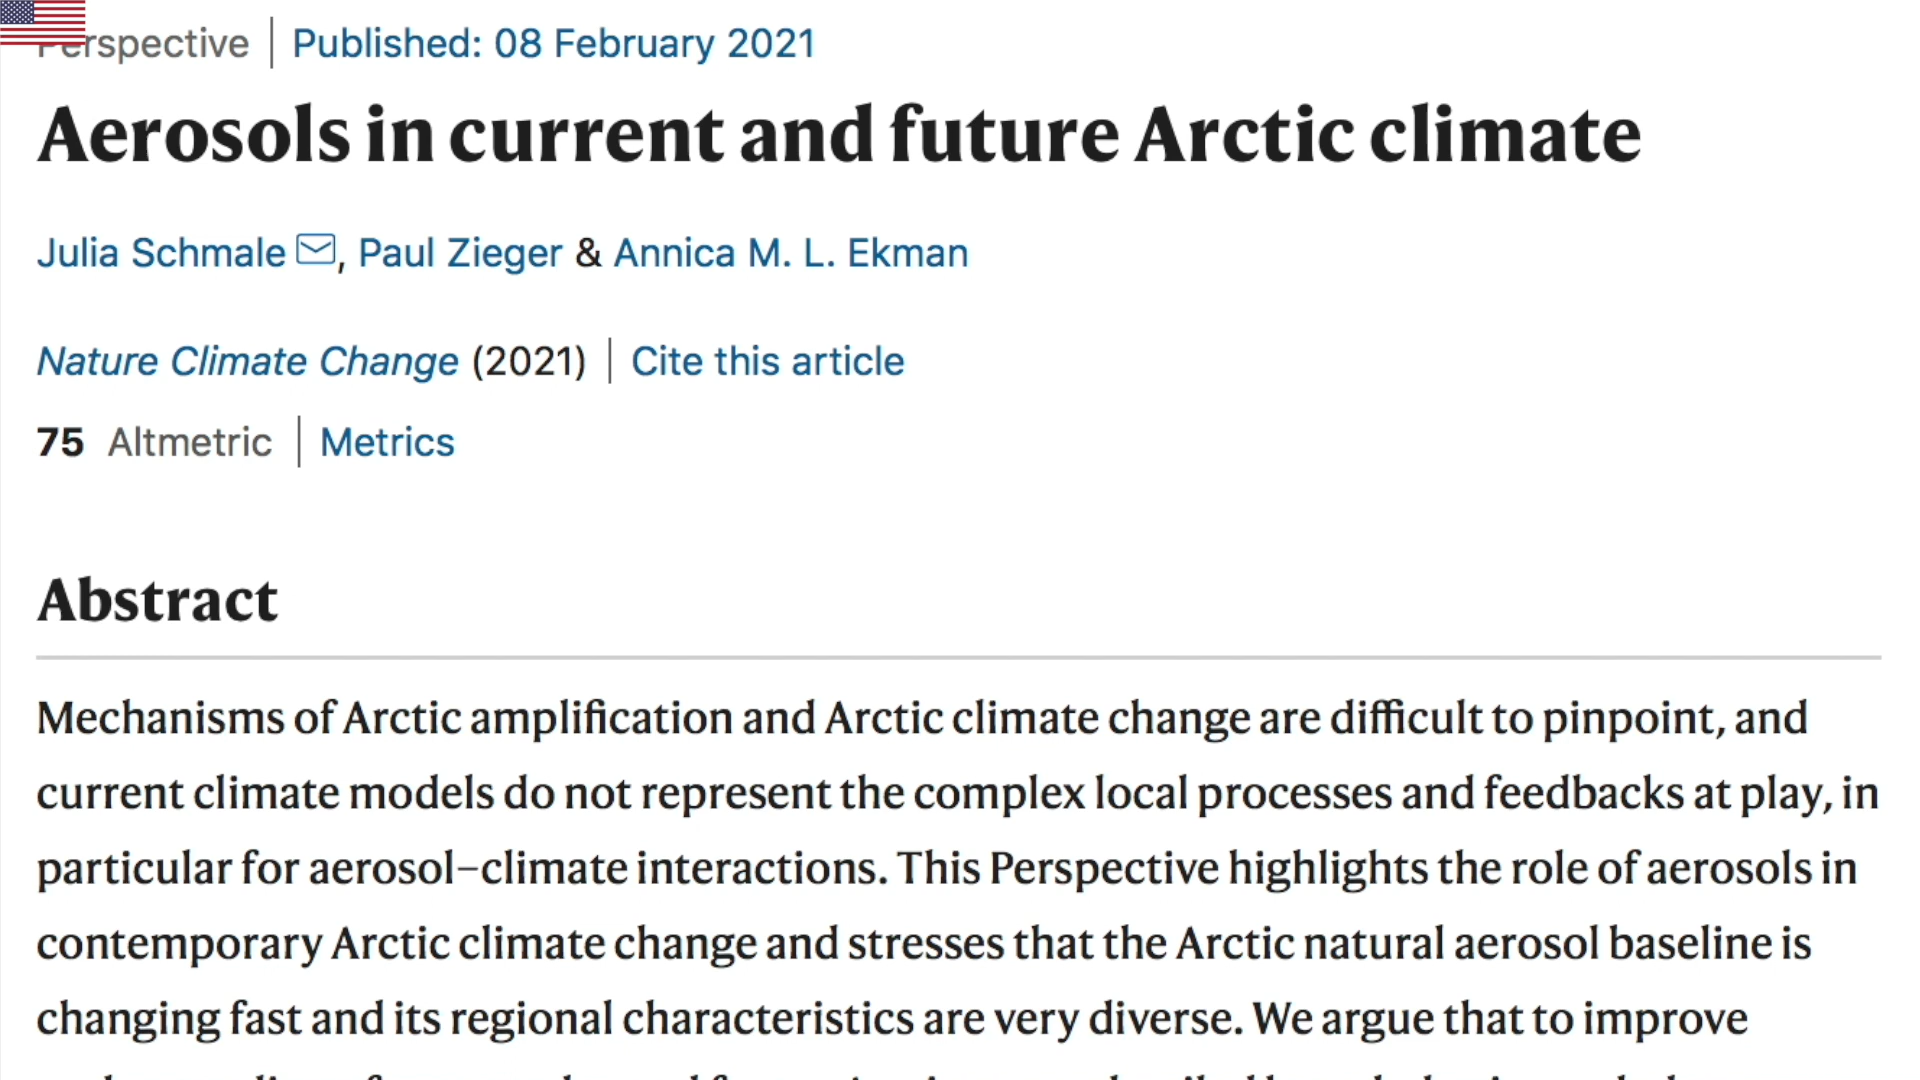 Perspective | Published: 08 February 2021
Aerosols in current and future Arctic climate
Julia Schmale, Paul Zieger & Annica M. L. Ekman
Nature Climate Change (2021) | Cite this article
75 Altmetric | Metrics
Abstract
Mechanisms of Arctic amplification and Arctic climate change are difficult to pinpoint, and
current climate models do not represent the complex local processes and feedbacks at play, in
particular for aerosol–climate interactions. This Perspective highlights the role of aerosols in
contemporary Arctic climate change and stresses that the Arctic natural aerosol baseline is
changing fast and its regional characteristics are very diverse. We argue that to improve